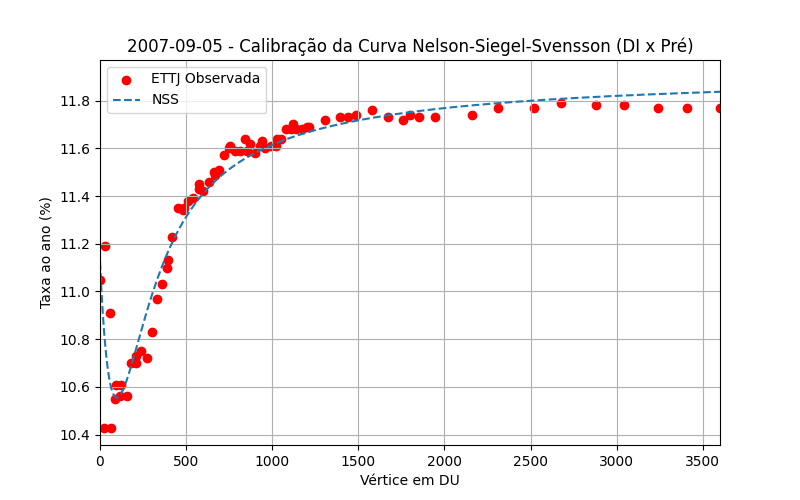 2007-09-05 - Calibração da Curva Nelson-Siegel-Svensson (DI x Pré)
ETTJ Observada
NSS
Taxa ao ano (%)
11.8
11.6
11.4
11.2
11.0
10.8
10.6
10.4
0 500 1000 1500 2000 2500 3000 3500
Vértice em DU